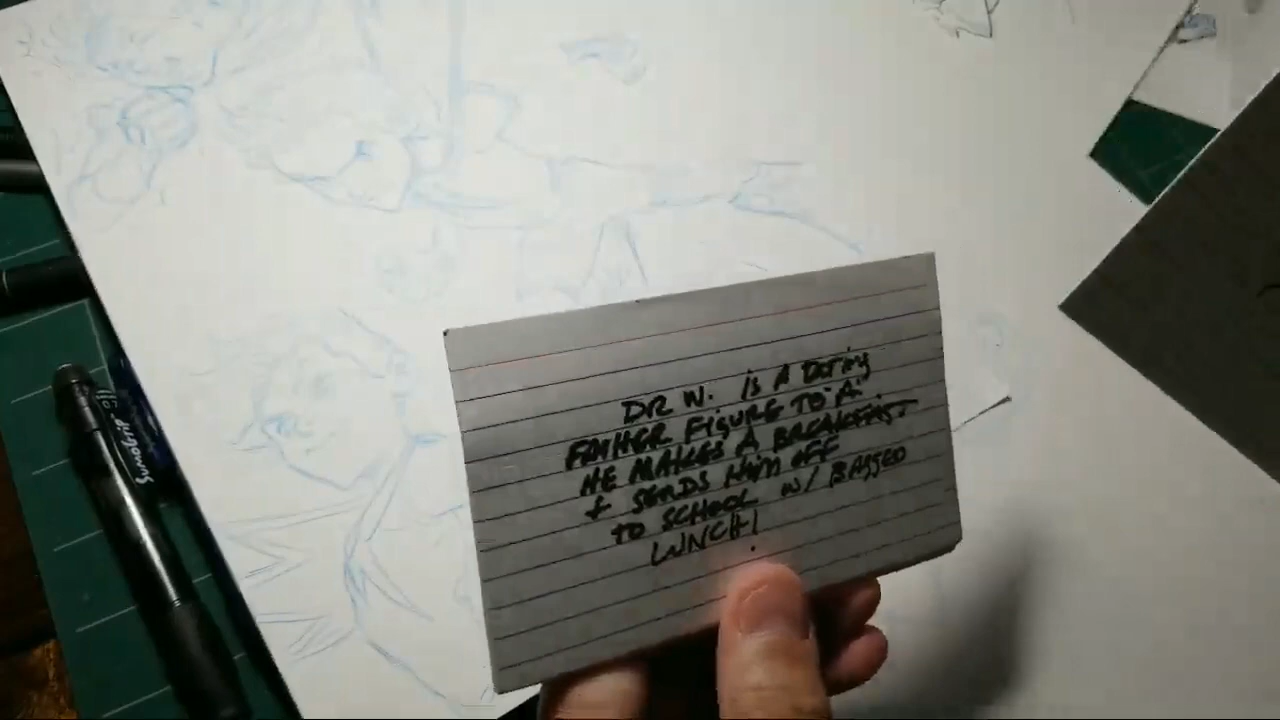 DR W. is A Doting
FATHER FiGURE TO A.
HE MAKES A BREAKFAST
+ SENDS HiM OFF
TO SCHOOL W/ BAGGED
LUNCH!